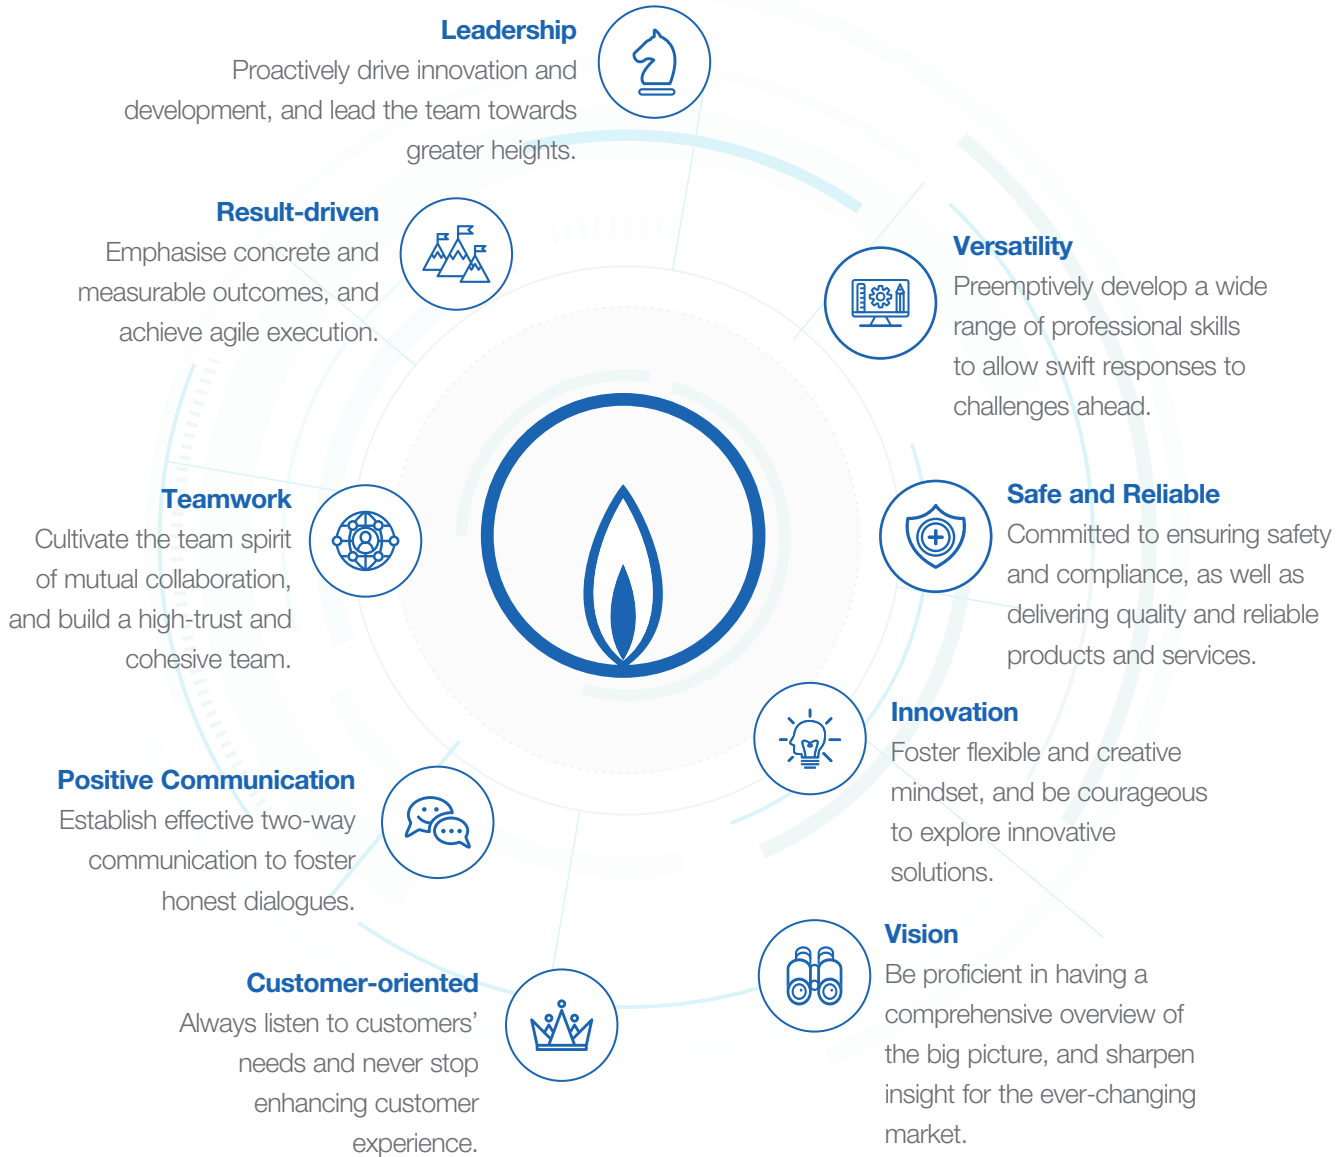 Leadership
Proactively drive innovation and
development, and lead the team towards
greater heights.
Result-driven
Emphasise concrete and
measurable outcomes, and
achieve agile execution.
Teamwork
Cultivate the team spirit
of mutual collaboration,
and build a high-trust and
cohesive team.
Positive Communication
Establish effective two-way
communication to foster
honest dialogues.
Customer-oriented
Always listen to customers’
needs and never stop
enhancing customer
experience.
Versatility
Preemptively develop a wide
range of professional skills
to allow swift responses to
challenges ahead.
Safe and Reliable
Committed to ensuring safety
and compliance, as well as
delivering quality and reliable
products and services.
Innovation
Foster flexible and creative
mindset, and be courageous
to explore innovative
solutions.
Vision
Be proficient in having a
comprehensive overview of
the big picture, and sharpen
insight for the ever-changing
market.